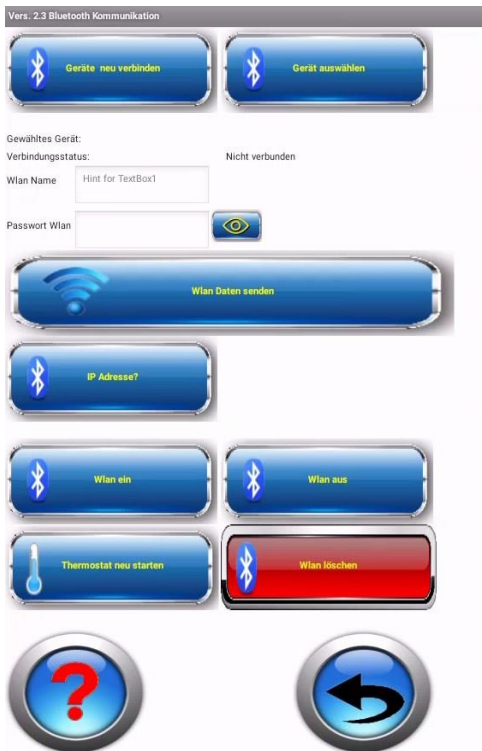 Vers. 2.3 Bluetooth Kommunikation
Geräte neu verbinden
Gerät auswählen
Gewähltes Gerät:
Verbindungsstatus: Nicht verbunden
Wlan Name Hint for TextBox1
Passwort Wlan
Wlan Daten senden
IP Adresse?
Wlan ein
Wlan aus
Thermostat neu starten
Wlan löschen
?